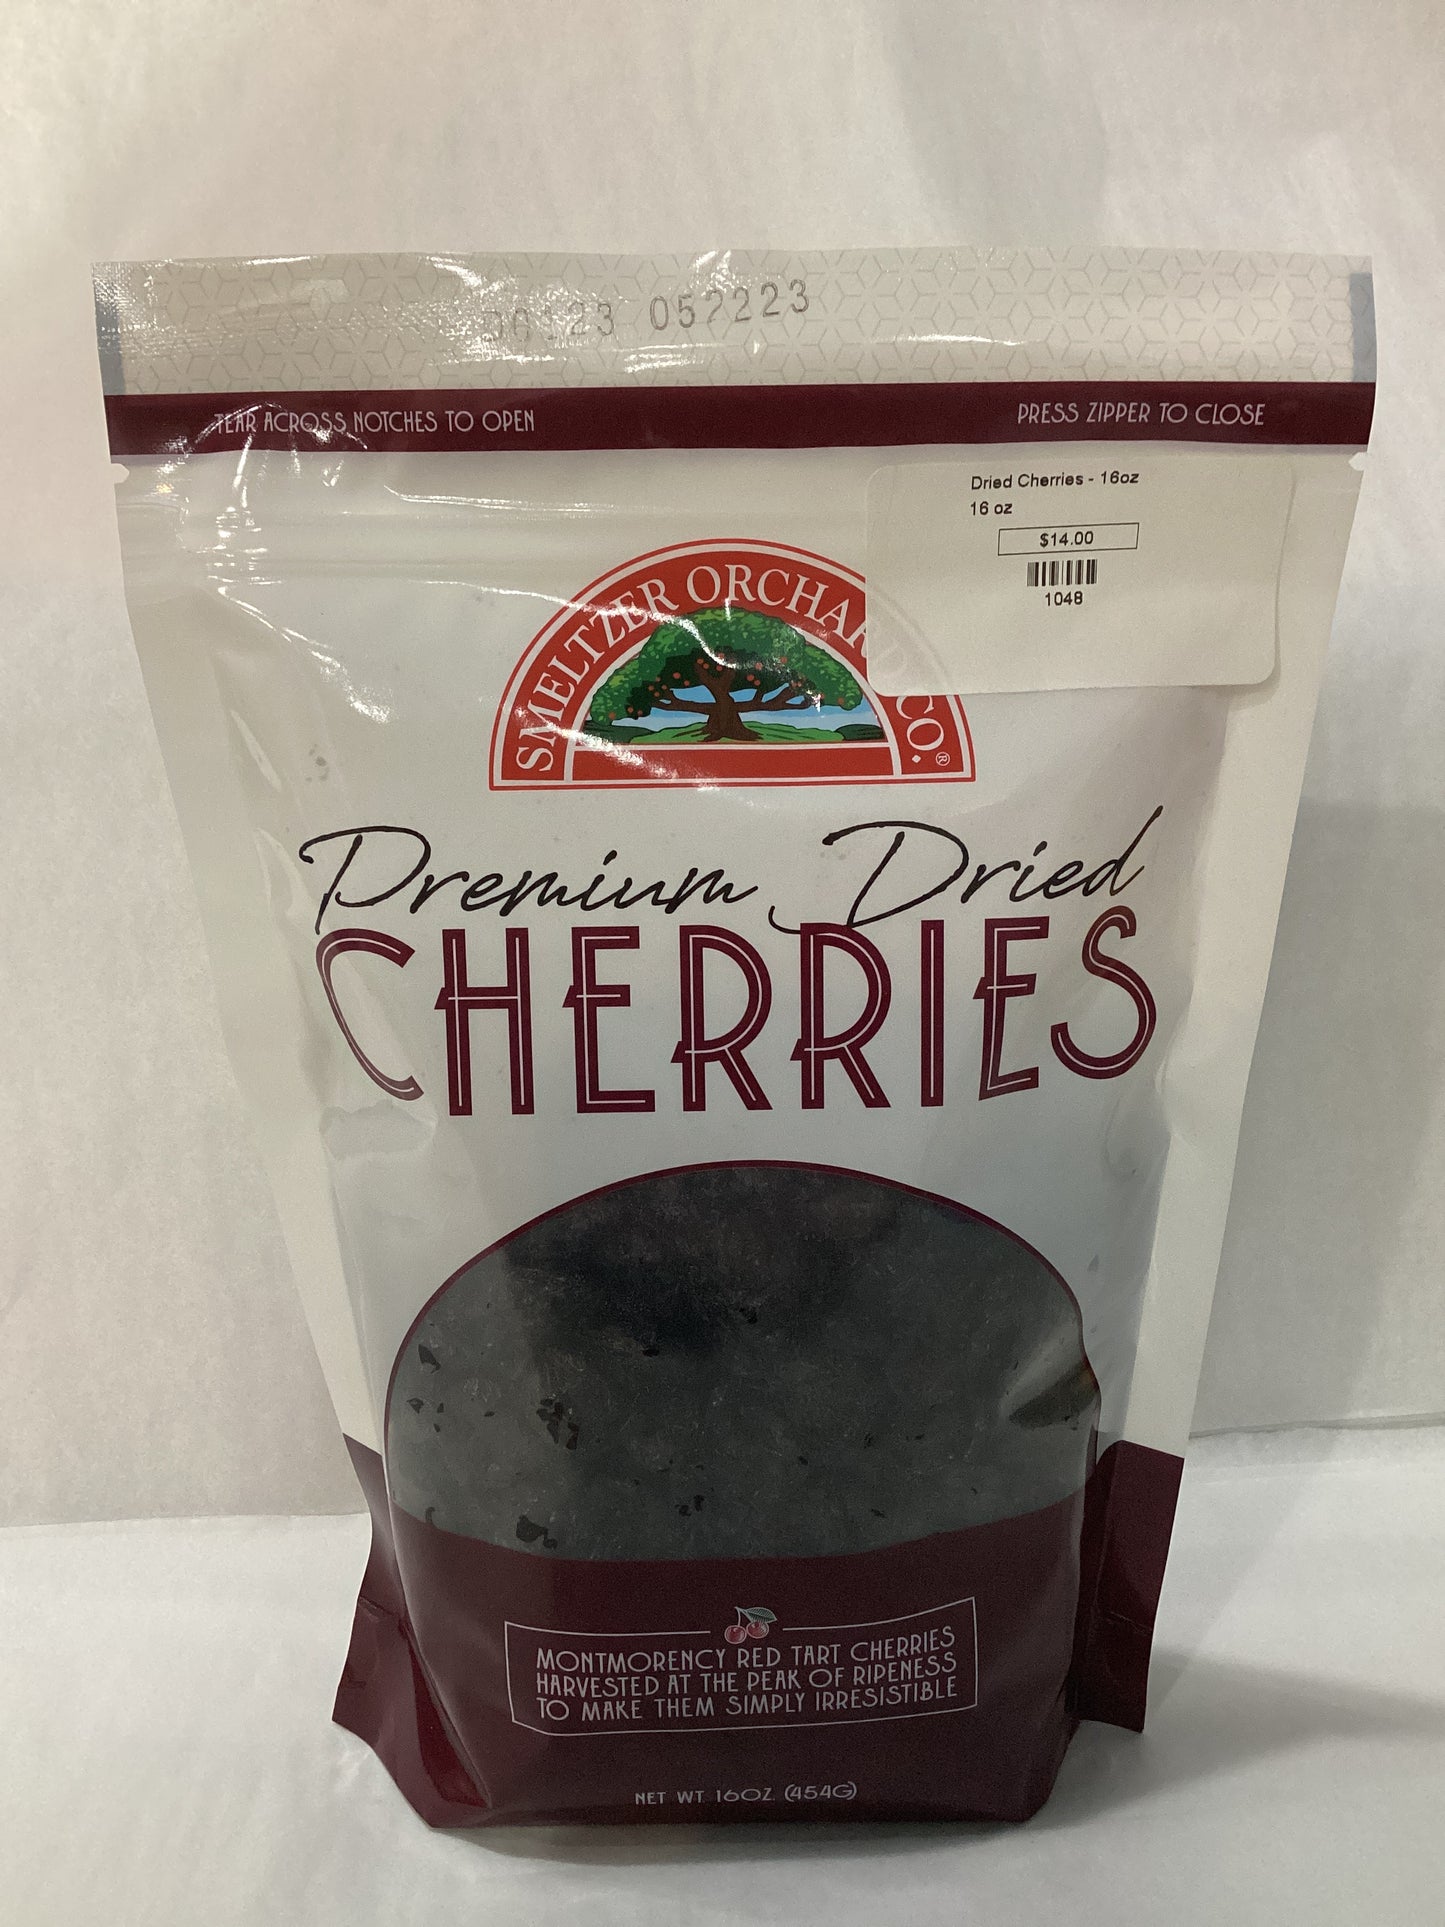 052223
TEAR ACROSS NOTCHES TO OPEN
PRESS ZIPPER TO CLOSE
Dried Cherries - 16oz
16 oz
$14.00
1048
SMELTZER ORCHARD CO.®
Premium Dried
CHERRIES
MONTMORENCY RED TART CHERRIES
HARVESTED AT THE PEAK OF RIPENESS
TO MAKE THEM SIMPLY IRRESISTIBLE
NET WT. 16OZ. (454G)